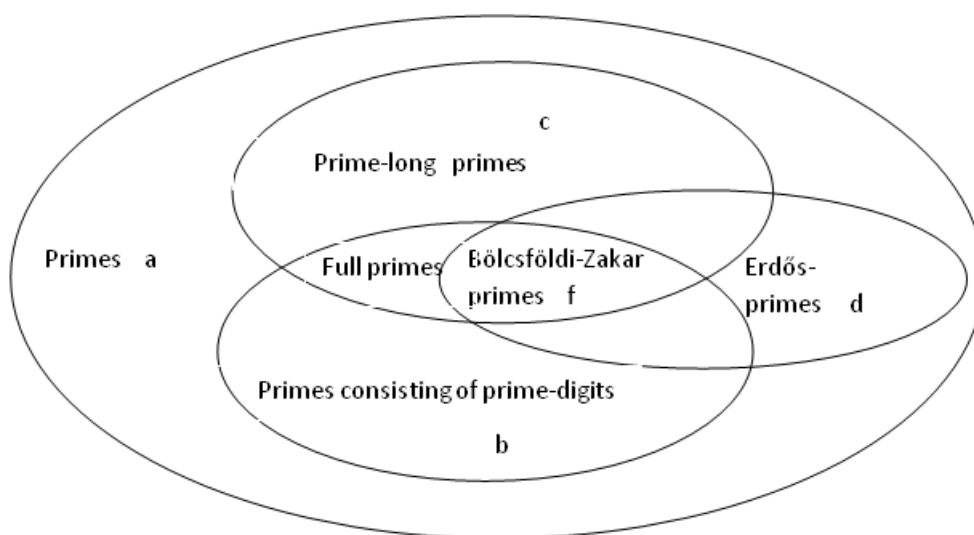 c
Prime-long primes
Primes a
Full primes
Bölcsföldi-Zakar
primes f
Erdős-
primes d
Primes consisting of prime-digits
b